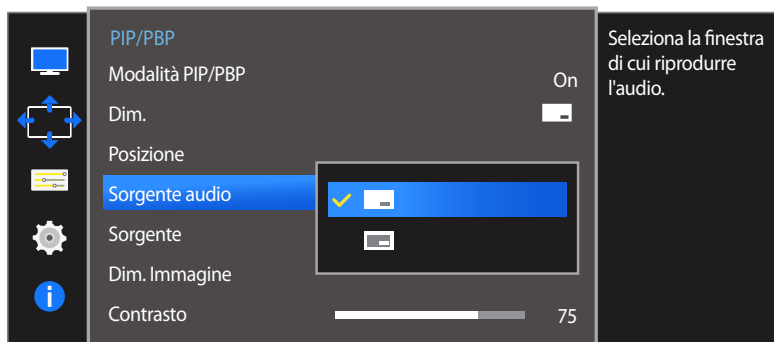 PIP/PBP
Modalità PIP/PBP
On
Dim.
Posizione
Sorgente audio
Sorgente
Dim. Immagine
Contrasto
75
Seleziona la finestra
di cui riprodurre
l'audio.